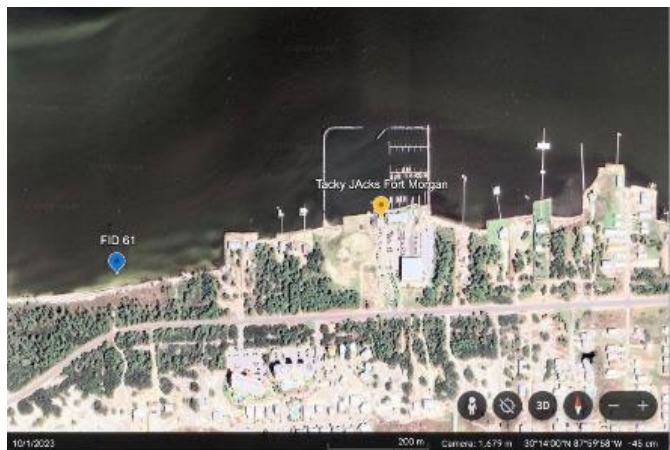 Tacky JAcks Fort Morgan
FID 61
3D
10/1/2023
200 m
Camera: 1,679 m
30°14'00"N 87°59'58"W
-45 cm